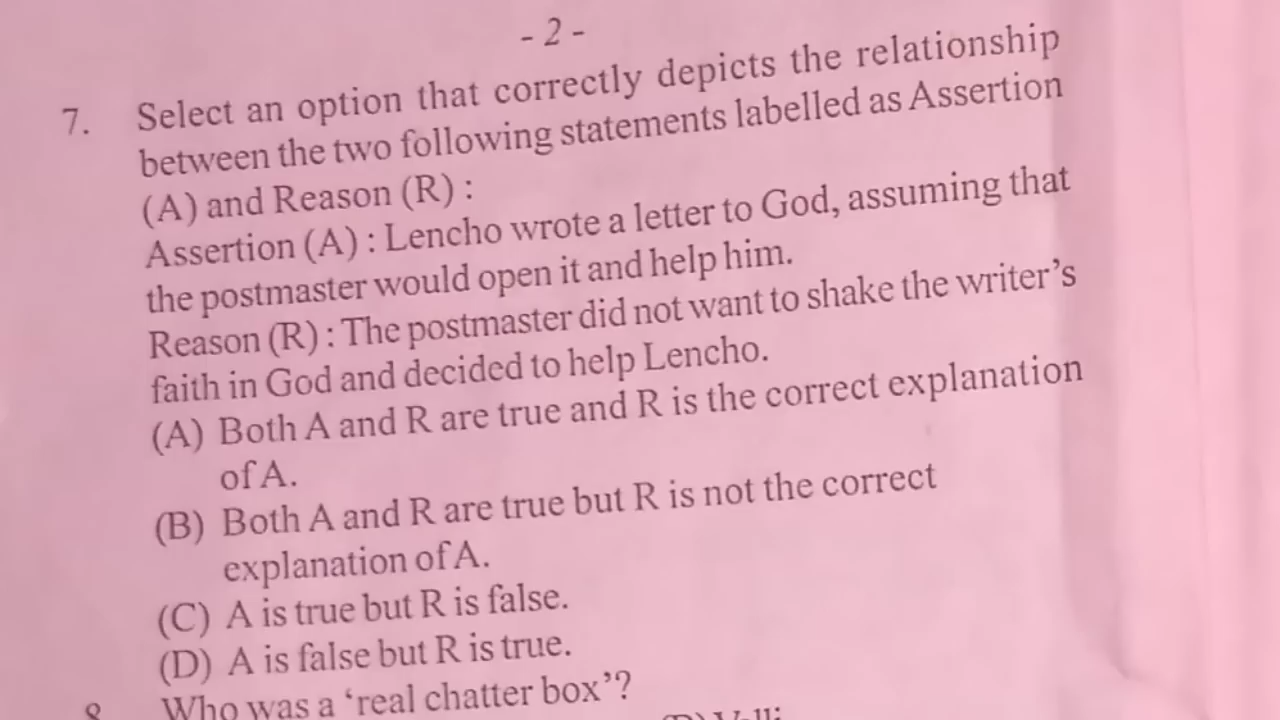 - 2 -
7. Select an option that correctly depicts the relationship
between the two following statements labelled as Assertion
(A) and Reason (R) :
Assertion (A) : Lencho wrote a letter to God, assuming that
the postmaster would open it and help him.
Reason (R) : The postmaster did not want to shake the writer's
faith in God and decided to help Lencho.
(A) Both A and R are true and R is the correct explanation
of A.
(B) Both A and R are true but R is not the correct
explanation of A.
(C) A is true but R is false.
(D) A is false but R is true.
Who was a ‘real chatter box’?